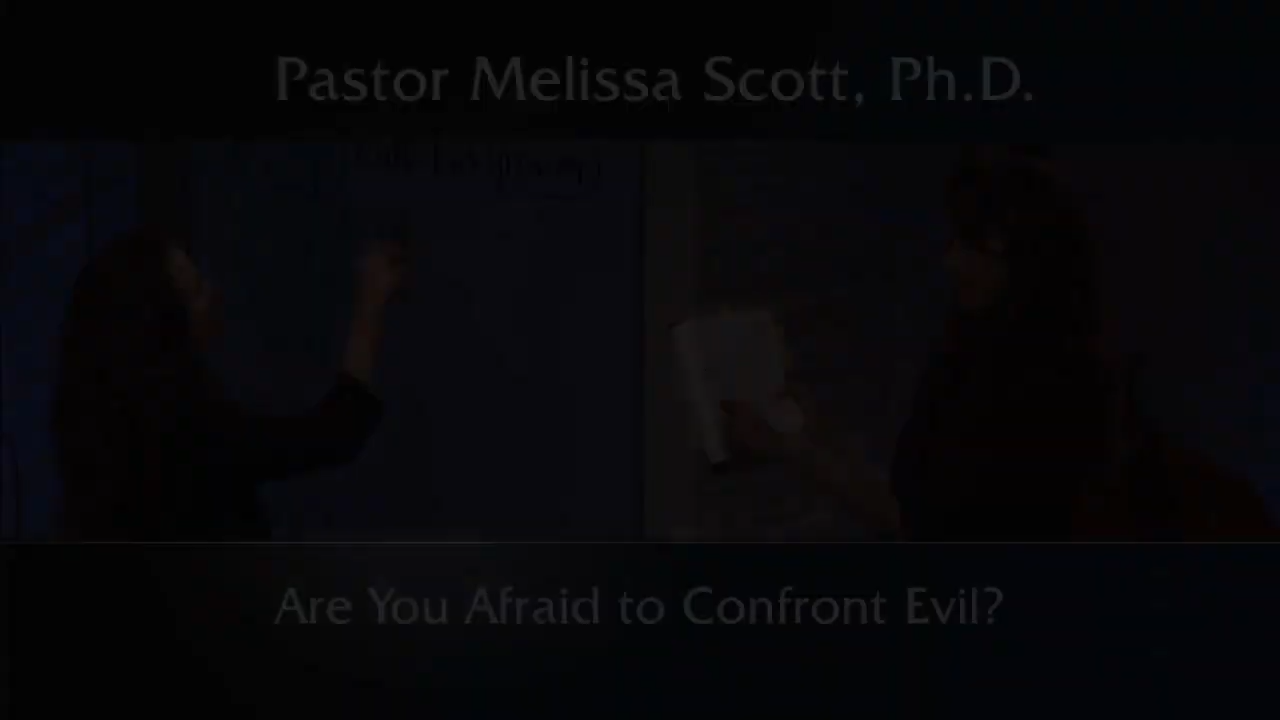 Pastor Melissa Scott, Ph.D.
Are You Afraid to Confront Evil?